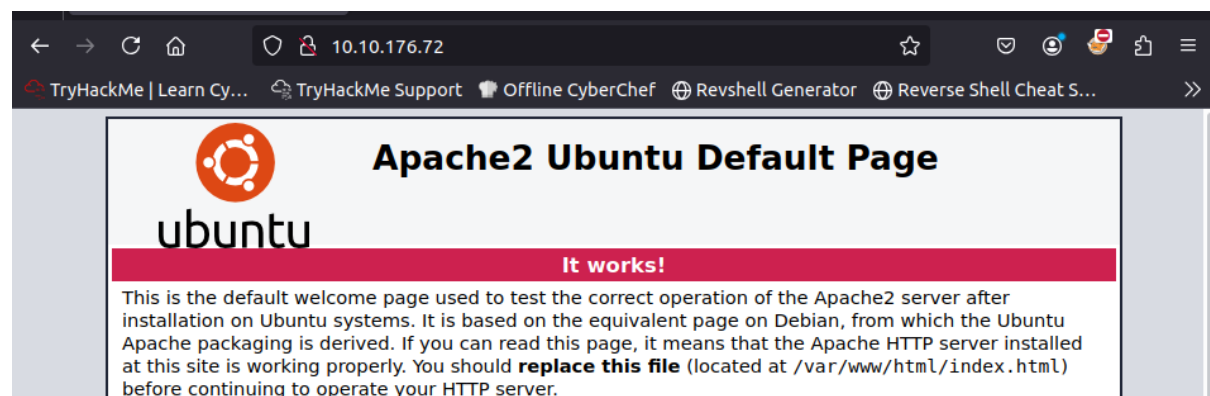 10.10.176.72
TryHackMe | Learn Cy... TryHackMe Support Offline CyberChef Revshell Generator Reverse Shell Cheat S...
Apache2 Ubuntu Default Page
ubuntu
It works!
This is the default welcome page used to test the correct operation of the Apache2 server after
installation on Ubuntu systems. It is based on the equivalent page on Debian, from which the Ubuntu
Apache packaging is derived. If you can read this page, it means that the Apache HTTP server installed
at this site is working properly. You should replace this file (located at /var/www/html/index.html)
before continuing to operate your HTTP server.